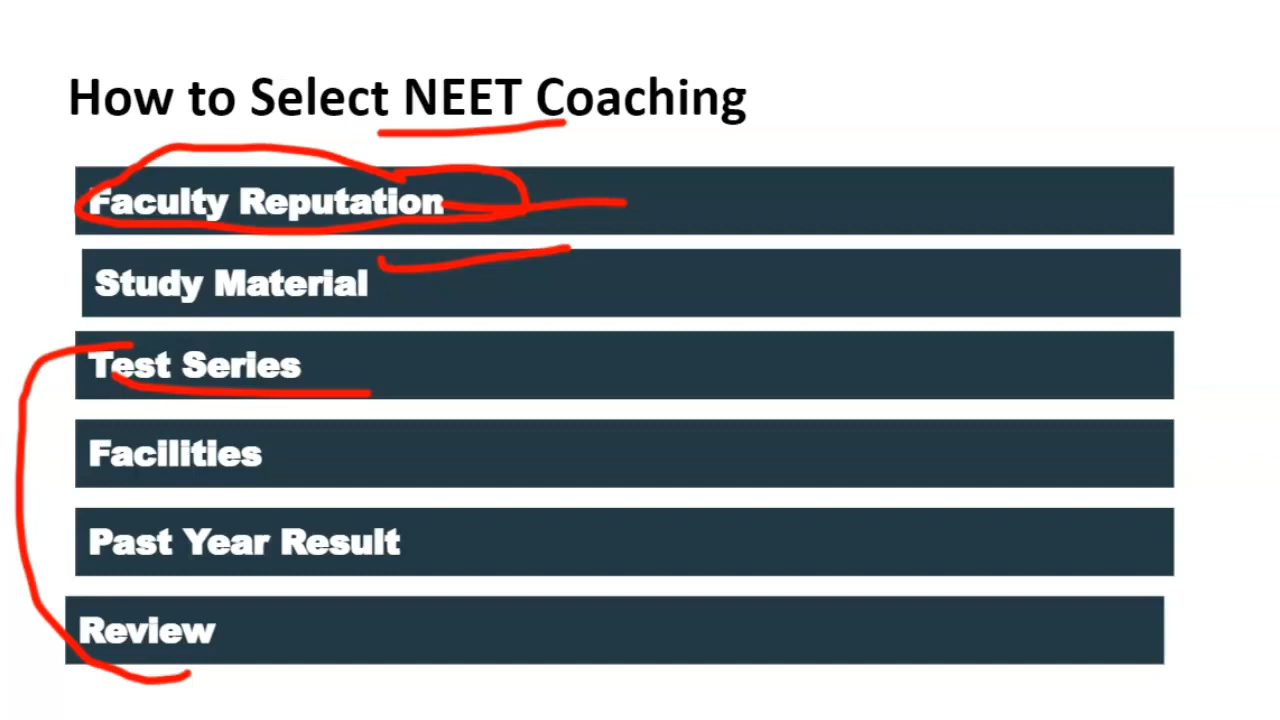 How to Select NEET Coaching
Faculty Reputation
Study Material
Test Series
Facilities
Past Year Result
Review